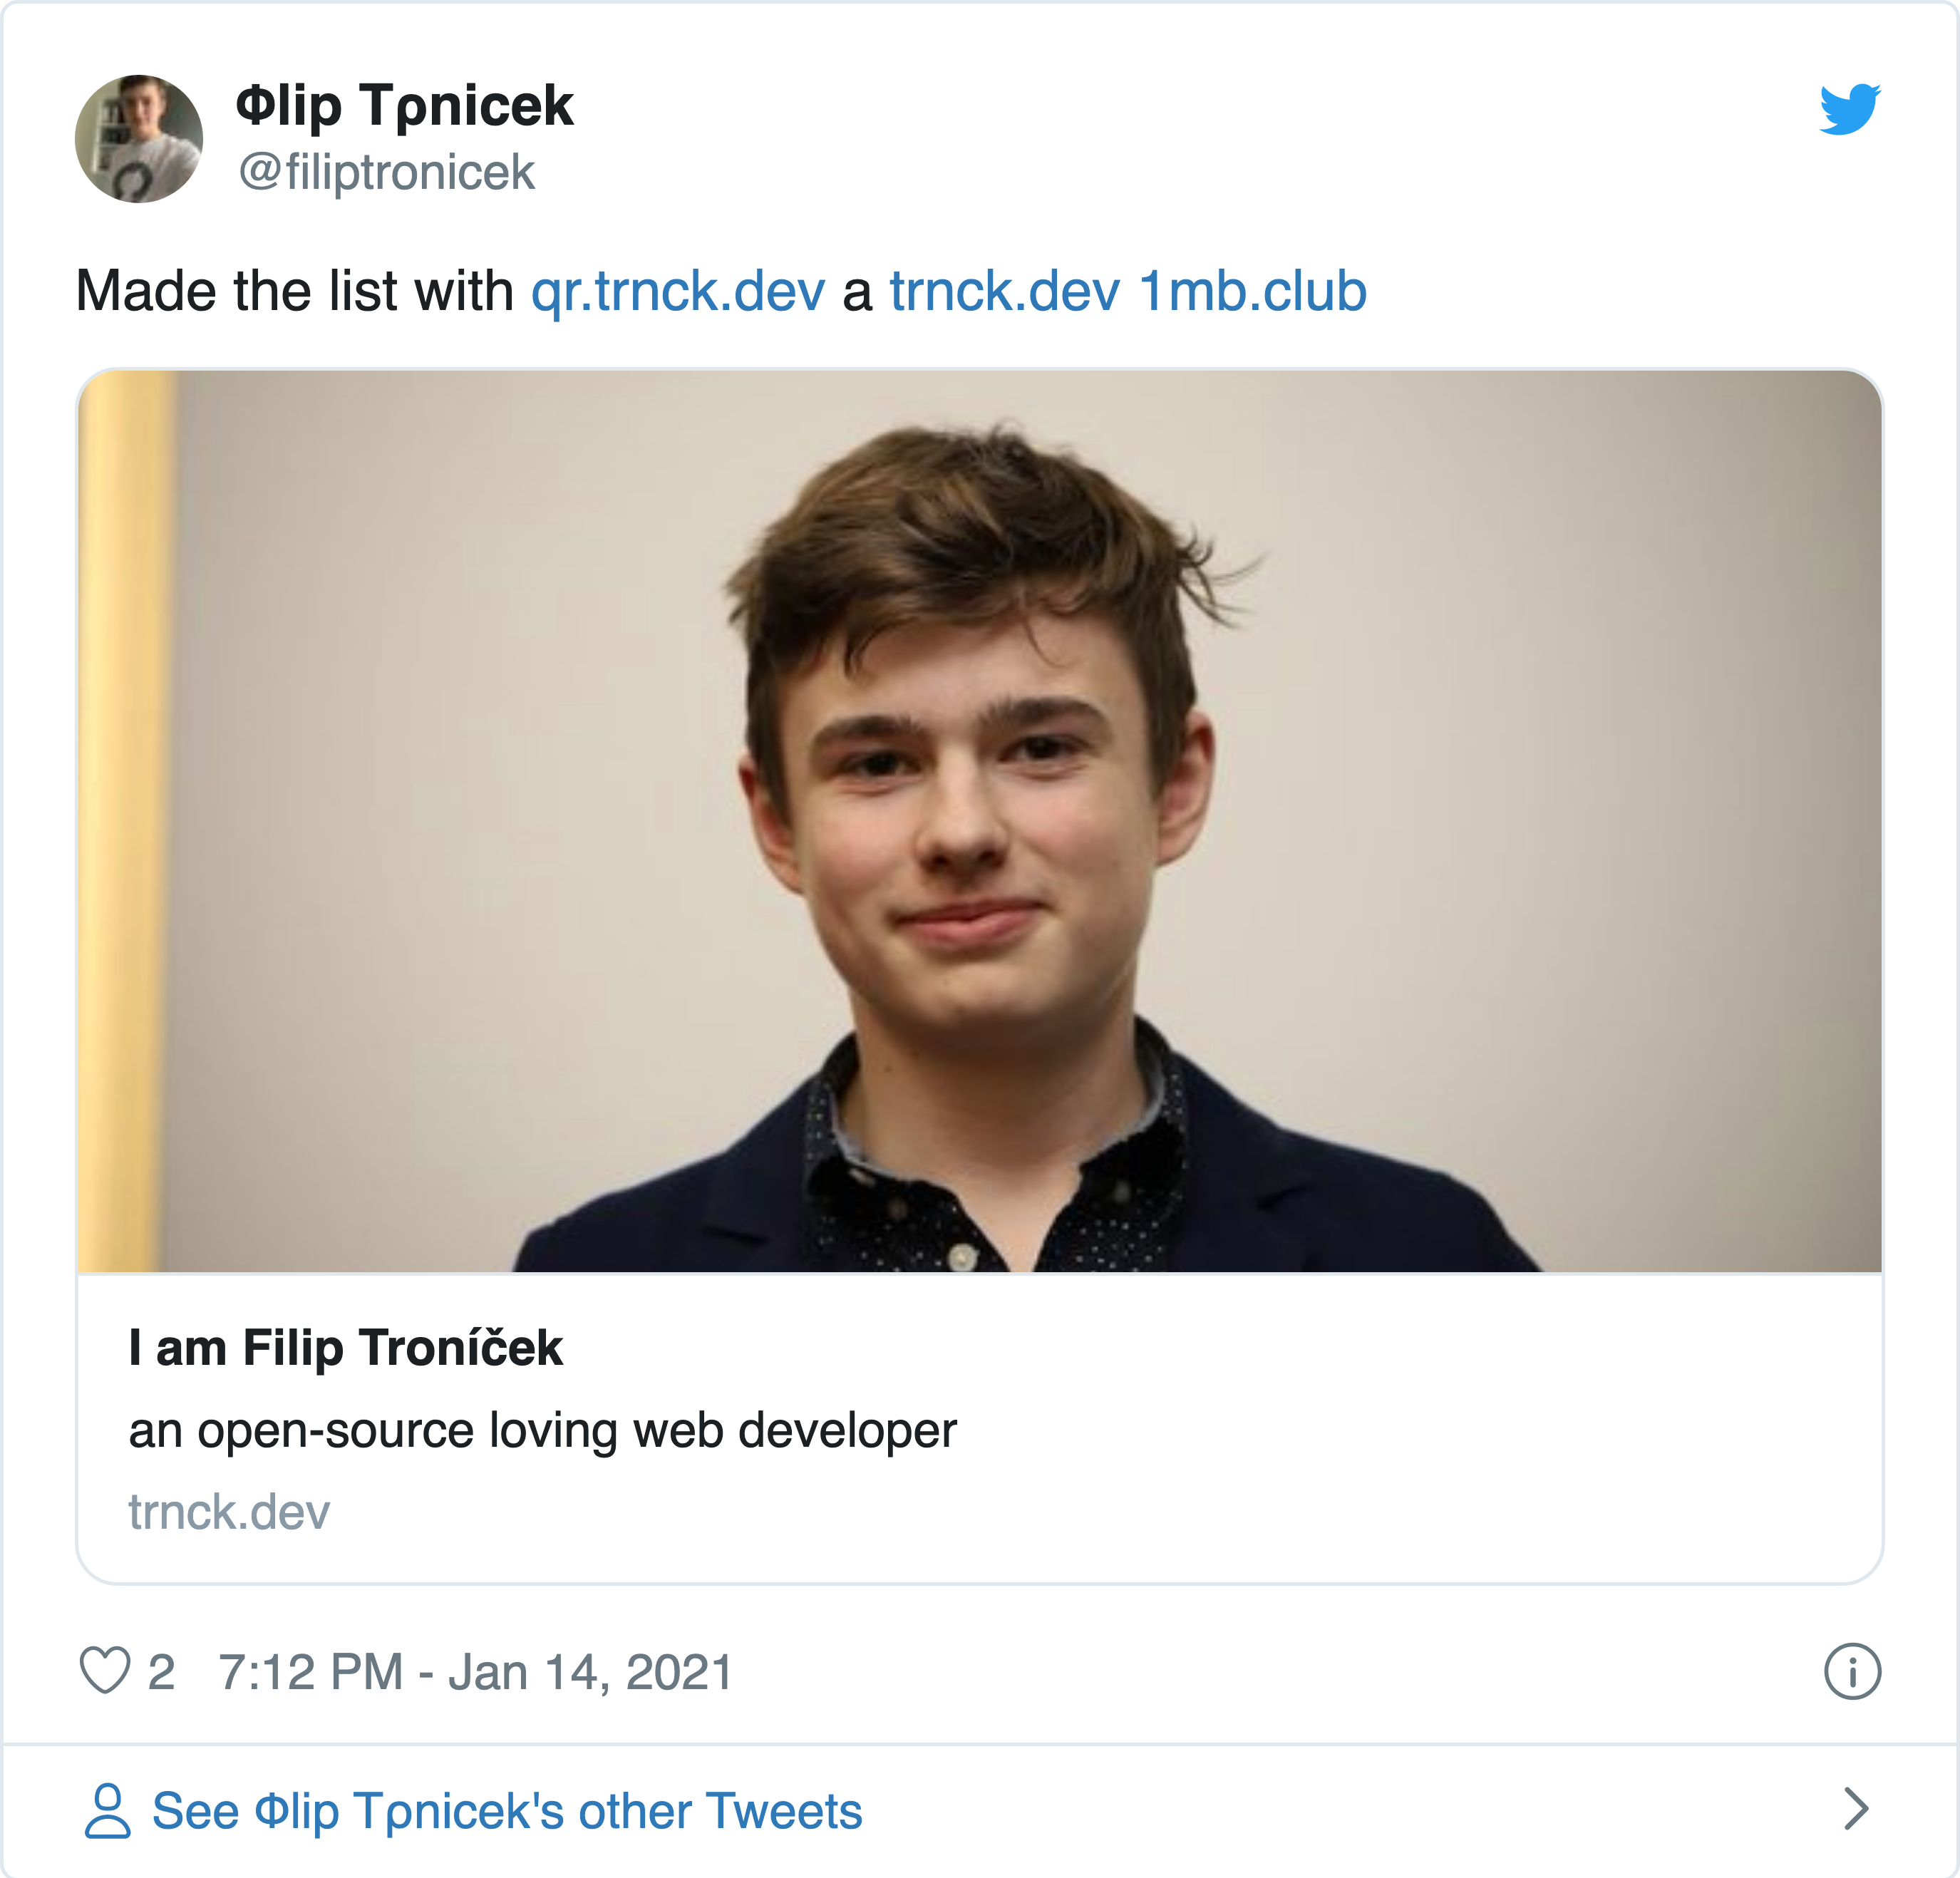 Φlip Tρnicek
@filiptronicek
Made the list with qr.trnck.dev a trnck.dev 1mb.club
I am Filip Troníček
an open-source loving web developer
trnck.dev
2 7:12 PM - Jan 14, 2021
See Φlip Tρnicek's other Tweets